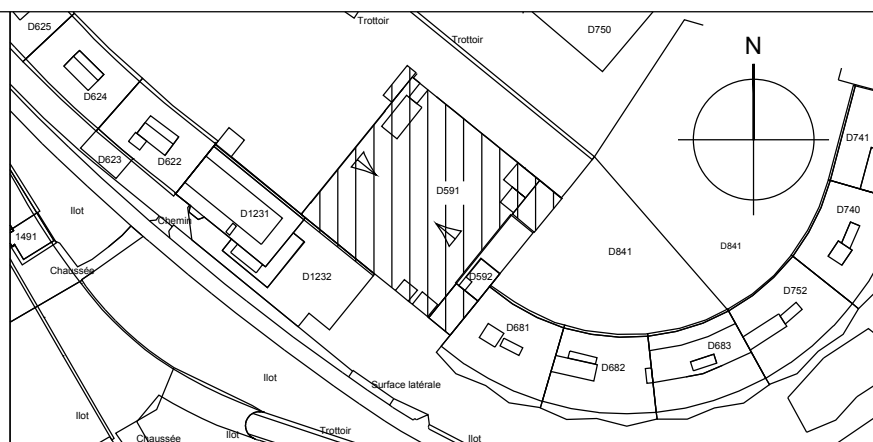 Trottoir
D625
Trottoir
D750
N
D624
D741
D622
D623
D591
Ilot
D1231
D740
Chemin
1491
D841
D841
Chaussée
D1232
D592
D752
D681
D683
D682
Ilot
Surface latérale
Ilot
Trottoir
Chaussée
Ilot
Ilot